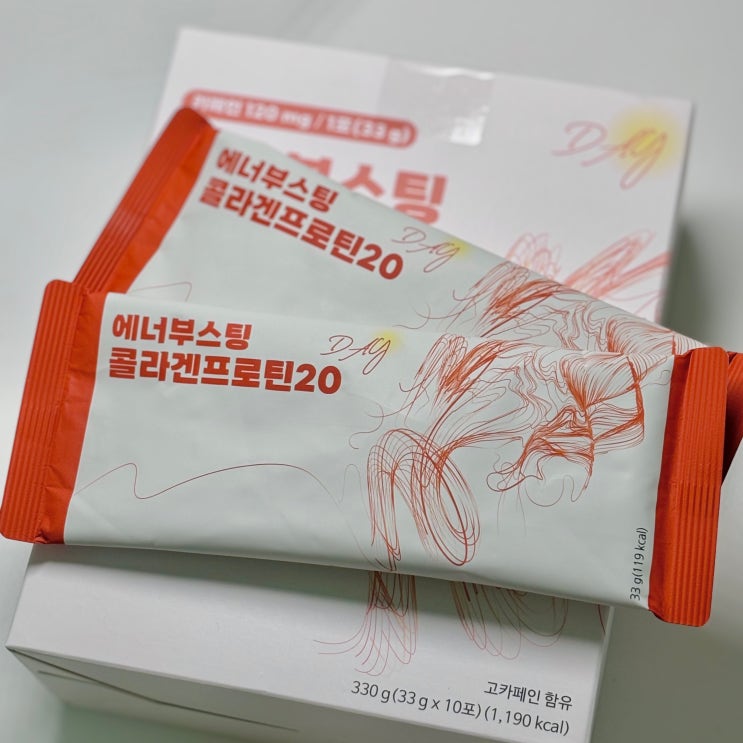 카페인 120 mg / 1포(33 g)
DAY
부스팅
에너부스팅
콜라겐프로틴20
DAY
에너부스팅
콜라겐프로틴20
DAY
33 g(119 kcal)
고카페인 함유
330 g(33 g x 10포)(1,190 kcal)